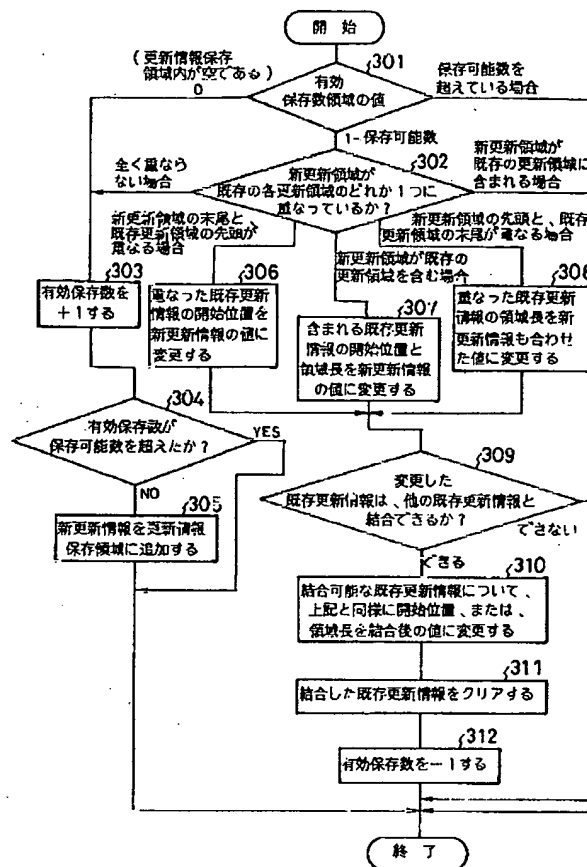 開始
(更新情報保存
領域内が空である)
0
301
有効
保存数領域の値
保存可能数を
超えている場合
1-保存可能数
302
全く重なら
ない場合
新更新領域が
既存の各更新領域のどれか1つに
重なっているか?
新更新領域が
既存の更新領域に
含まれる場合
新更新領域の末尾と、
既存更新領域の先頭が
重なる場合
新更新領域の先頭と、既存
更新領域の末尾が重なる場合
新更新領域が既存の
更新領域を含む場合
303
有効保存数を
+1する
306
重なった既存更新
情報の開始位置を
新更新情報の値に
変更する
307
含まれる既存更新
情報の開始位置と
領域長を新更新情報
の値に変更する
308
重なった既存更新
情報の領域長を新
更新情報も合わせ
た値に変更する
304
有効保存数が
保存可能数を超えたか?
YES
NO
305
新更新情報を更新情報
保存領域に追加する
309
変更した
既存更新情報は、他の既存更新情報と
結合できるか?
できない
できる
310
結合可能な既存更新情報について、
上記と同様に開始位置、または、
領域長を結合後の値に変更する
311
結合した既存更新情報をクリアする
312
有効保存数を-1する
終了